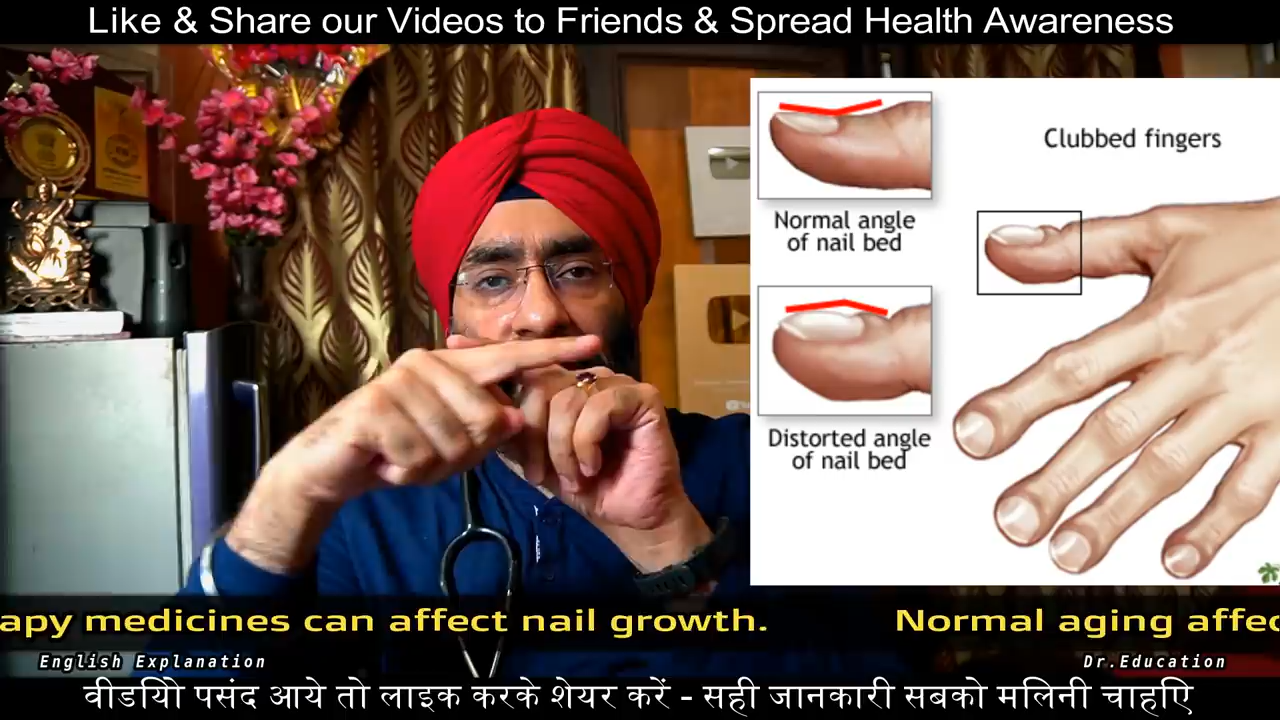 Like & Share our Videos to Friends & Spread Health Awareness
Clubbed fingers
Normal angle
of nail bed
Distorted angle
of nail bed
apy medicines can affect nail growth.
Normal aging affec
English Explanation
Dr.Education
वीडियो पसंद आये तो लाइक करके शेयर करें - सही जानकारी सबको मिलनी चाहिए